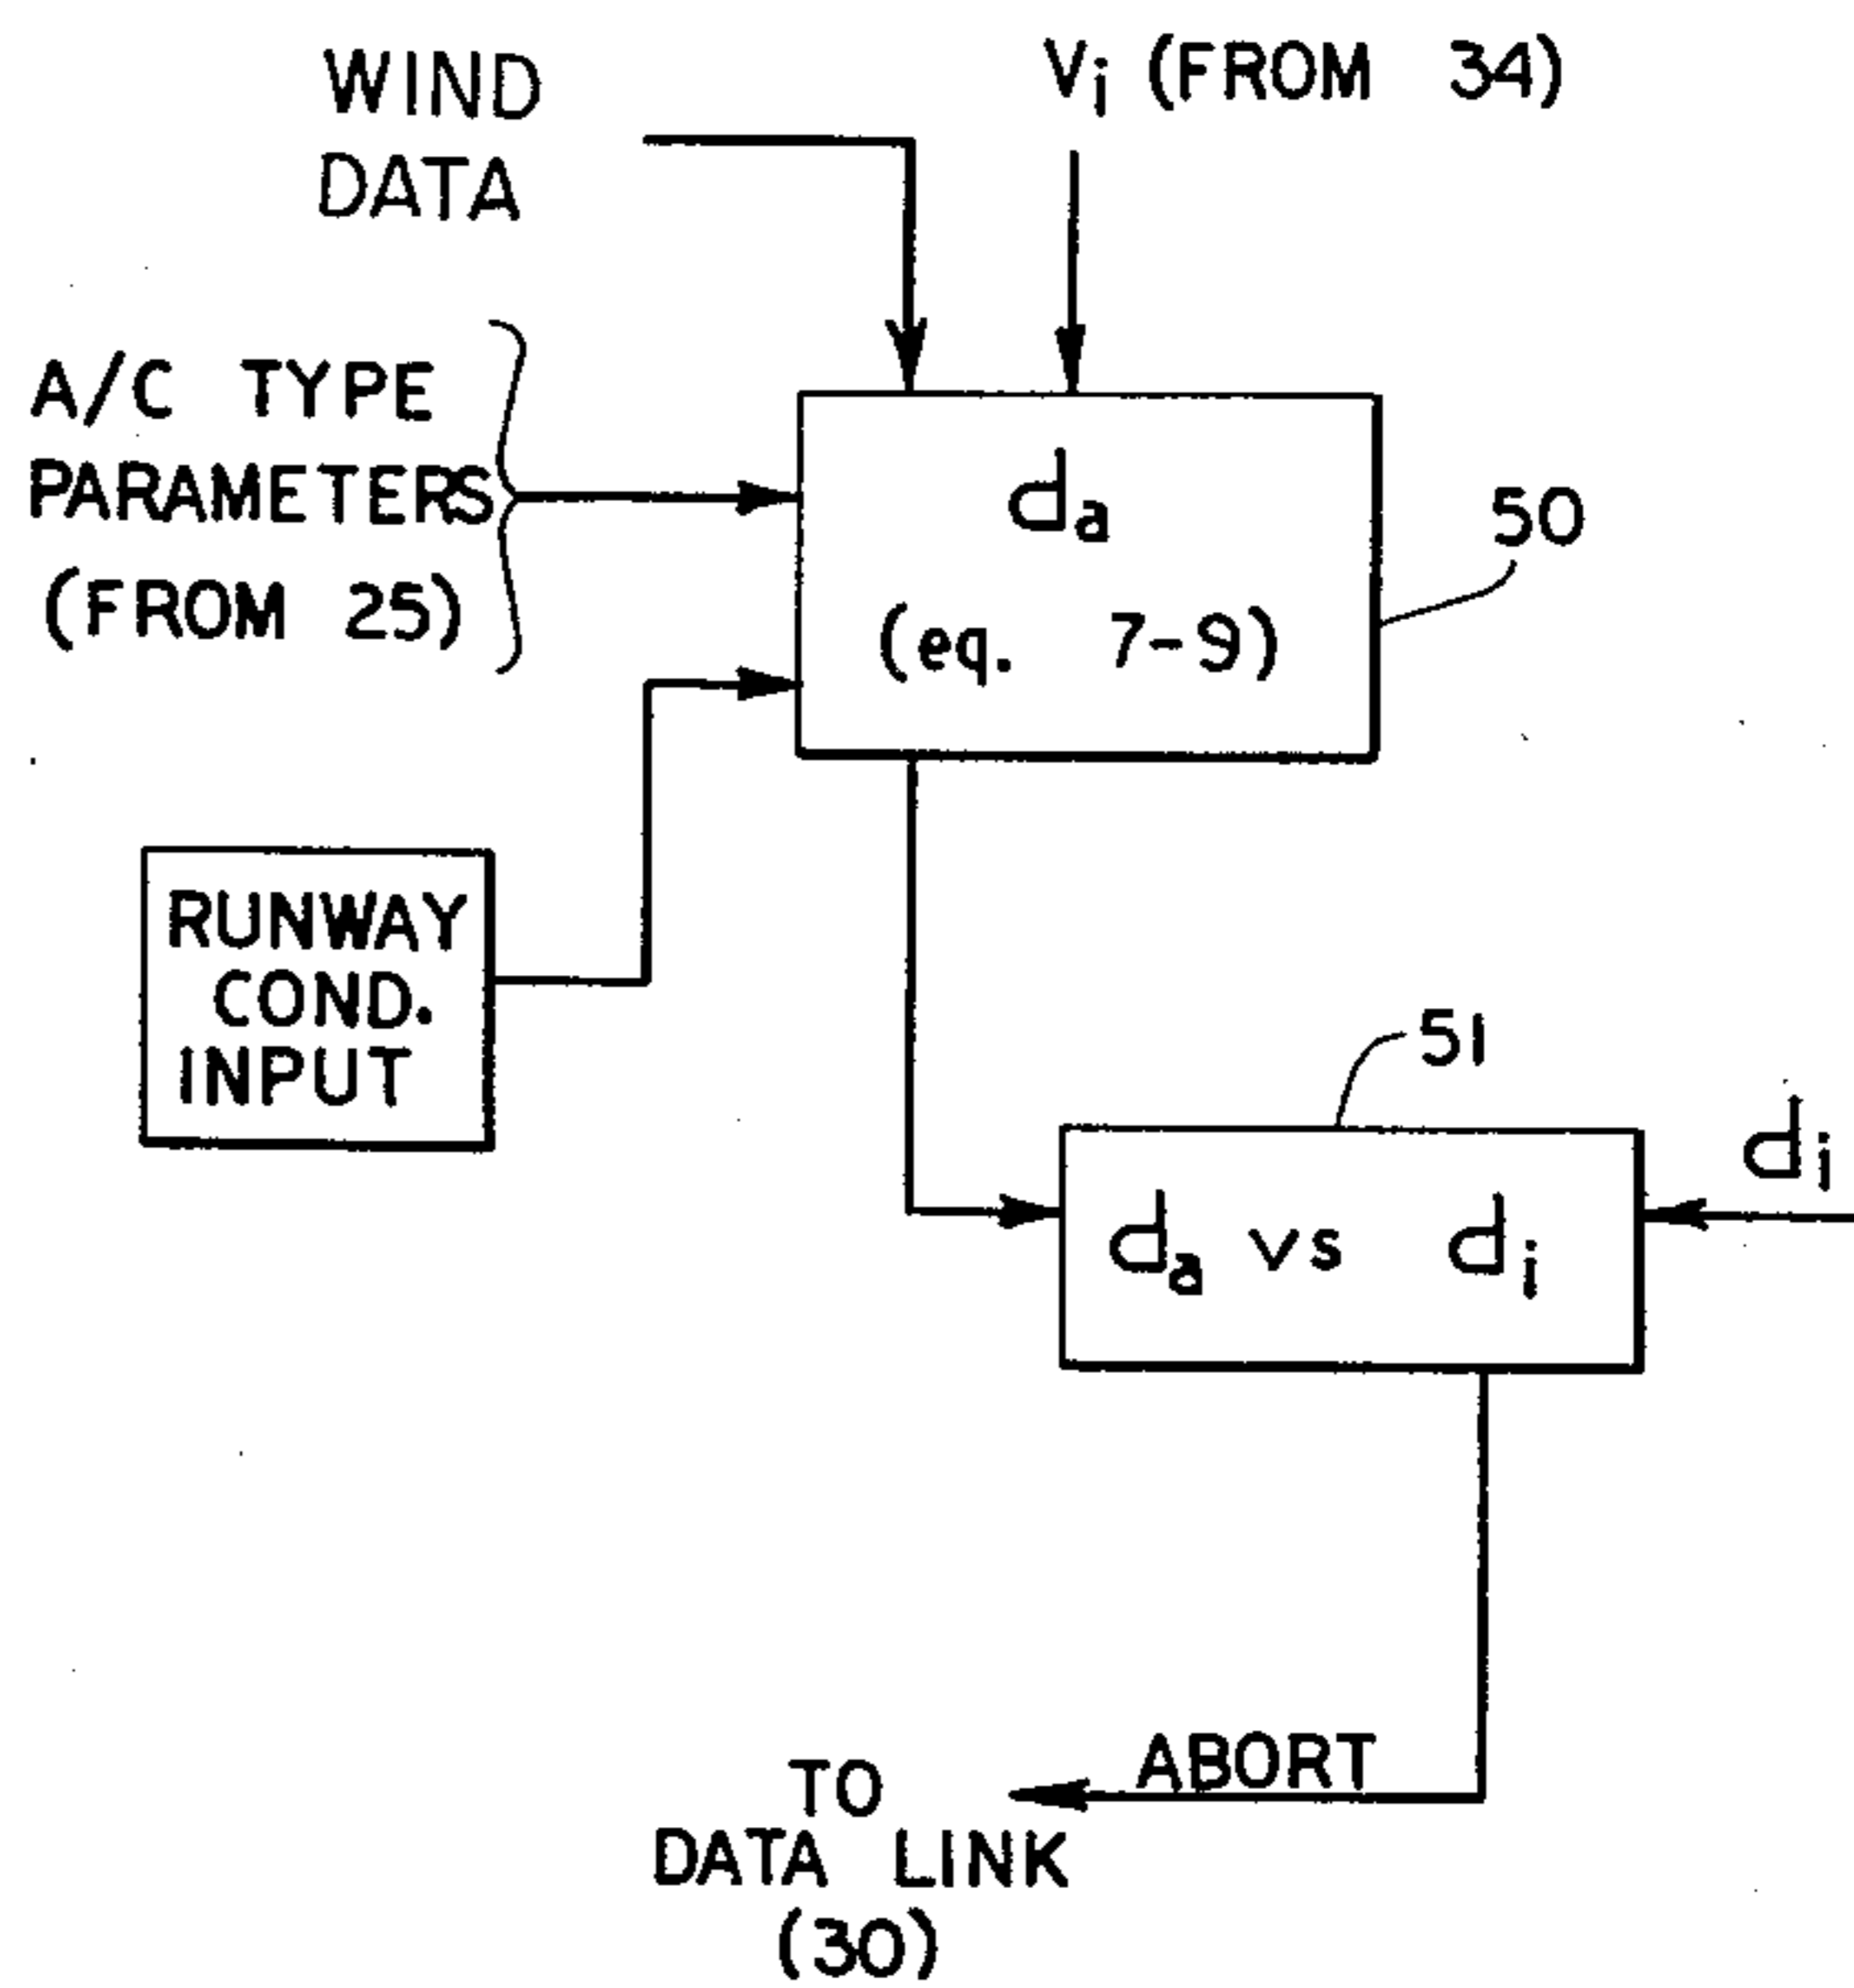 WIND
DATA
Vi (FROM 34)
A/C TYPE
PARAMETERS
(FROM 25)
da
(eq. 7-9)
50
RUNWAY
COND.
INPUT
51
da vs di
di
ABORT
TO
DATA LINK
(30)